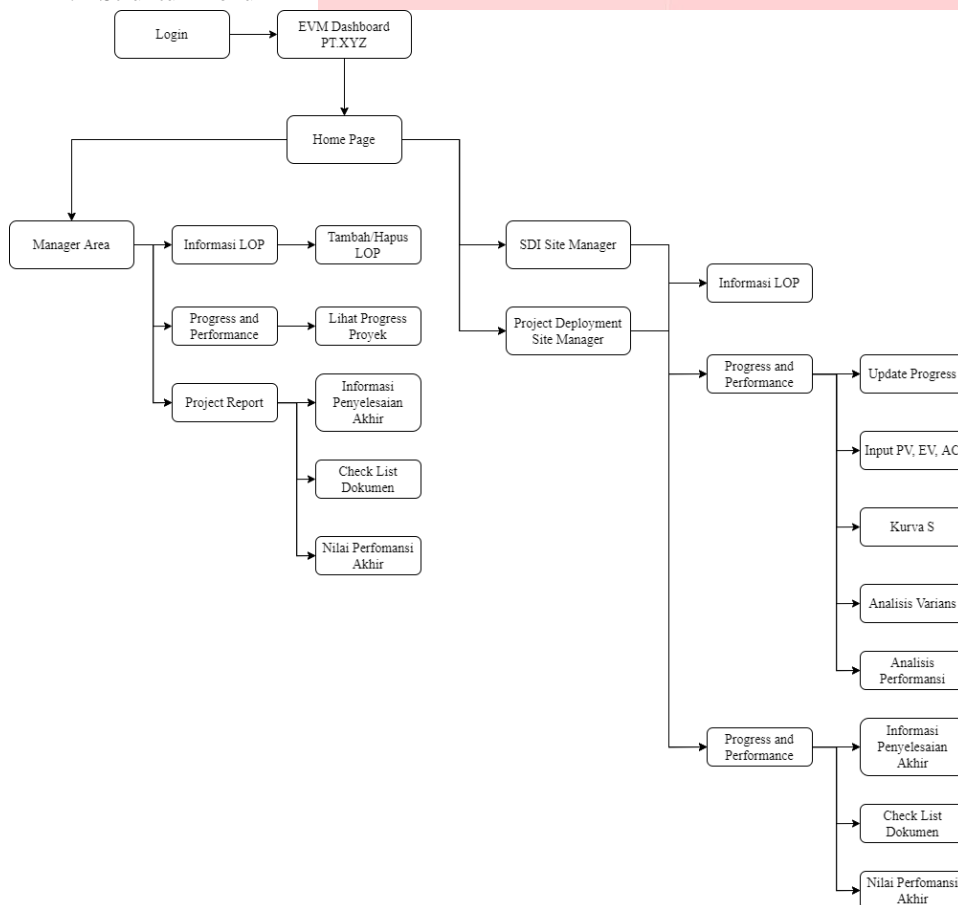 Login
EVM Dashboard
PT.XYZ
Home Page
Manager Area
Informasi LOP
Tambah/Hapus
LOP
Progress and
Performance
Lihat Progress
Proyek
Project Report
Informasi
Penyelesaian
Akhir
Check List
Dokumen
Nilai Perfomansi
Akhir
SDI Site Manager
Project Deployment
Site Manager
Informasi LOP
Progress and
Performance
Update Progress
Input PV, EV, AC
Kurva S
Analisis Varians
Analisis
Performansi
Progress and
Performance
Informasi
Penyelesaian
Akhir
Check List
Dokumen
Nilai Perfomansi
Akhir